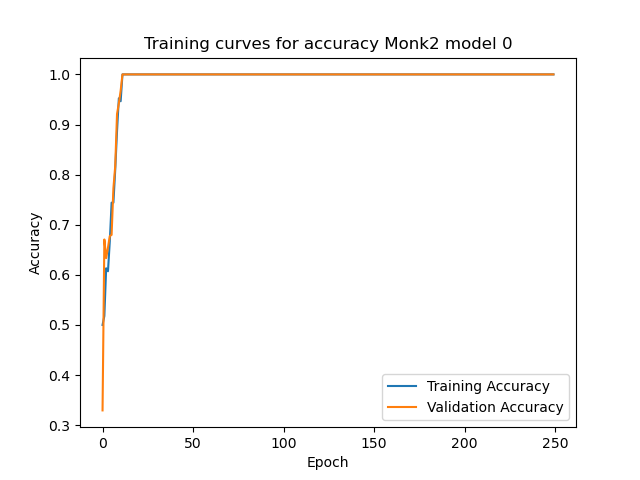 Training curves for accuracy Monk2 model 0
1.0
0.9
0.8
0.7
0.6
0.5
0.4
0.3
Accuracy
0 50 100 150 200 250
Epoch
Training Accuracy
Validation Accuracy